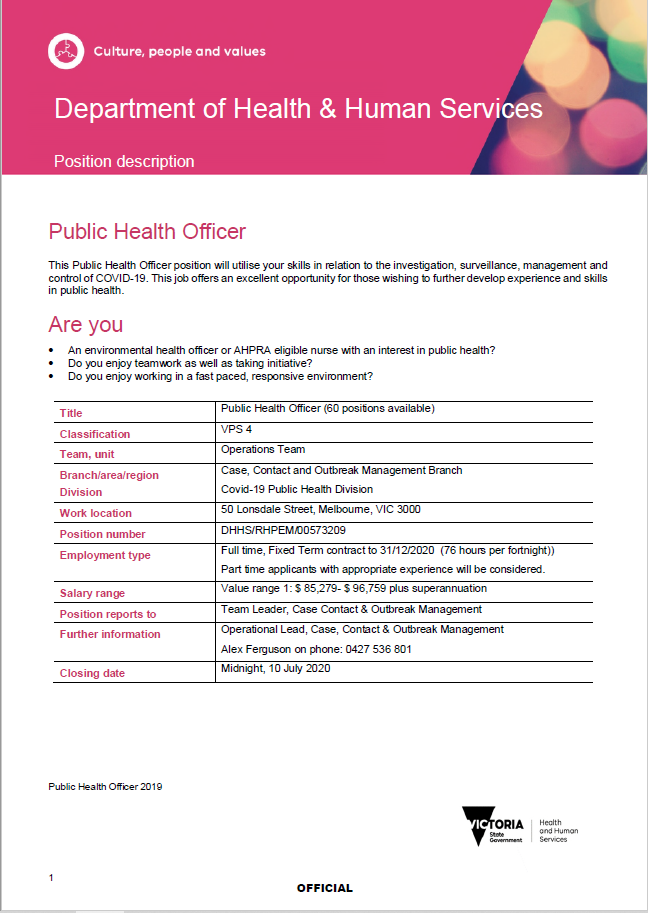 Culture, people and values
Department of Health & Human Services
Position description
Public Health Officer
This Public Health Officer position will utilise your skills in relation to the investigation, surveillance, management and
control of COVID-19. This job offers an excellent opportunity for those wishing to further develop experience and skills
in public health.
Are you
• An environmental health officer or AHPRA eligible nurse with an interest in public health?
• Do you enjoy teamwork as well as taking initiative?
• Do you enjoy working in a fast paced, responsive environment?
Title Public Health Officer (60 positions available)
Classification VPS 4
Team, unit Operations Team
Branch/area/region Case, Contact and Outbreak Management Branch
Division Covid-19 Public Health Division
Work location 50 Lonsdale Street, Melbourne, VIC 3000
Position number DHHS/RHPEM/00573209
Employment type Full time, Fixed Term contract to 31/12/2020 (76 hours per fortnight))
Part time applicants with appropriate experience will be considered.
Salary range Value range 1: $ 85,279- $ 96,759 plus superannuation
Position reports to Team Leader, Case Contact & Outbreak Management
Further information Operational Lead, Case, Contact & Outbreak Management
Alex Ferguson on phone: 0427 536 801
Closing date Midnight, 10 July 2020
Public Health Officer 2019
VICTORIA
State
Government
Health
and Human
Services
1
OFFICIAL